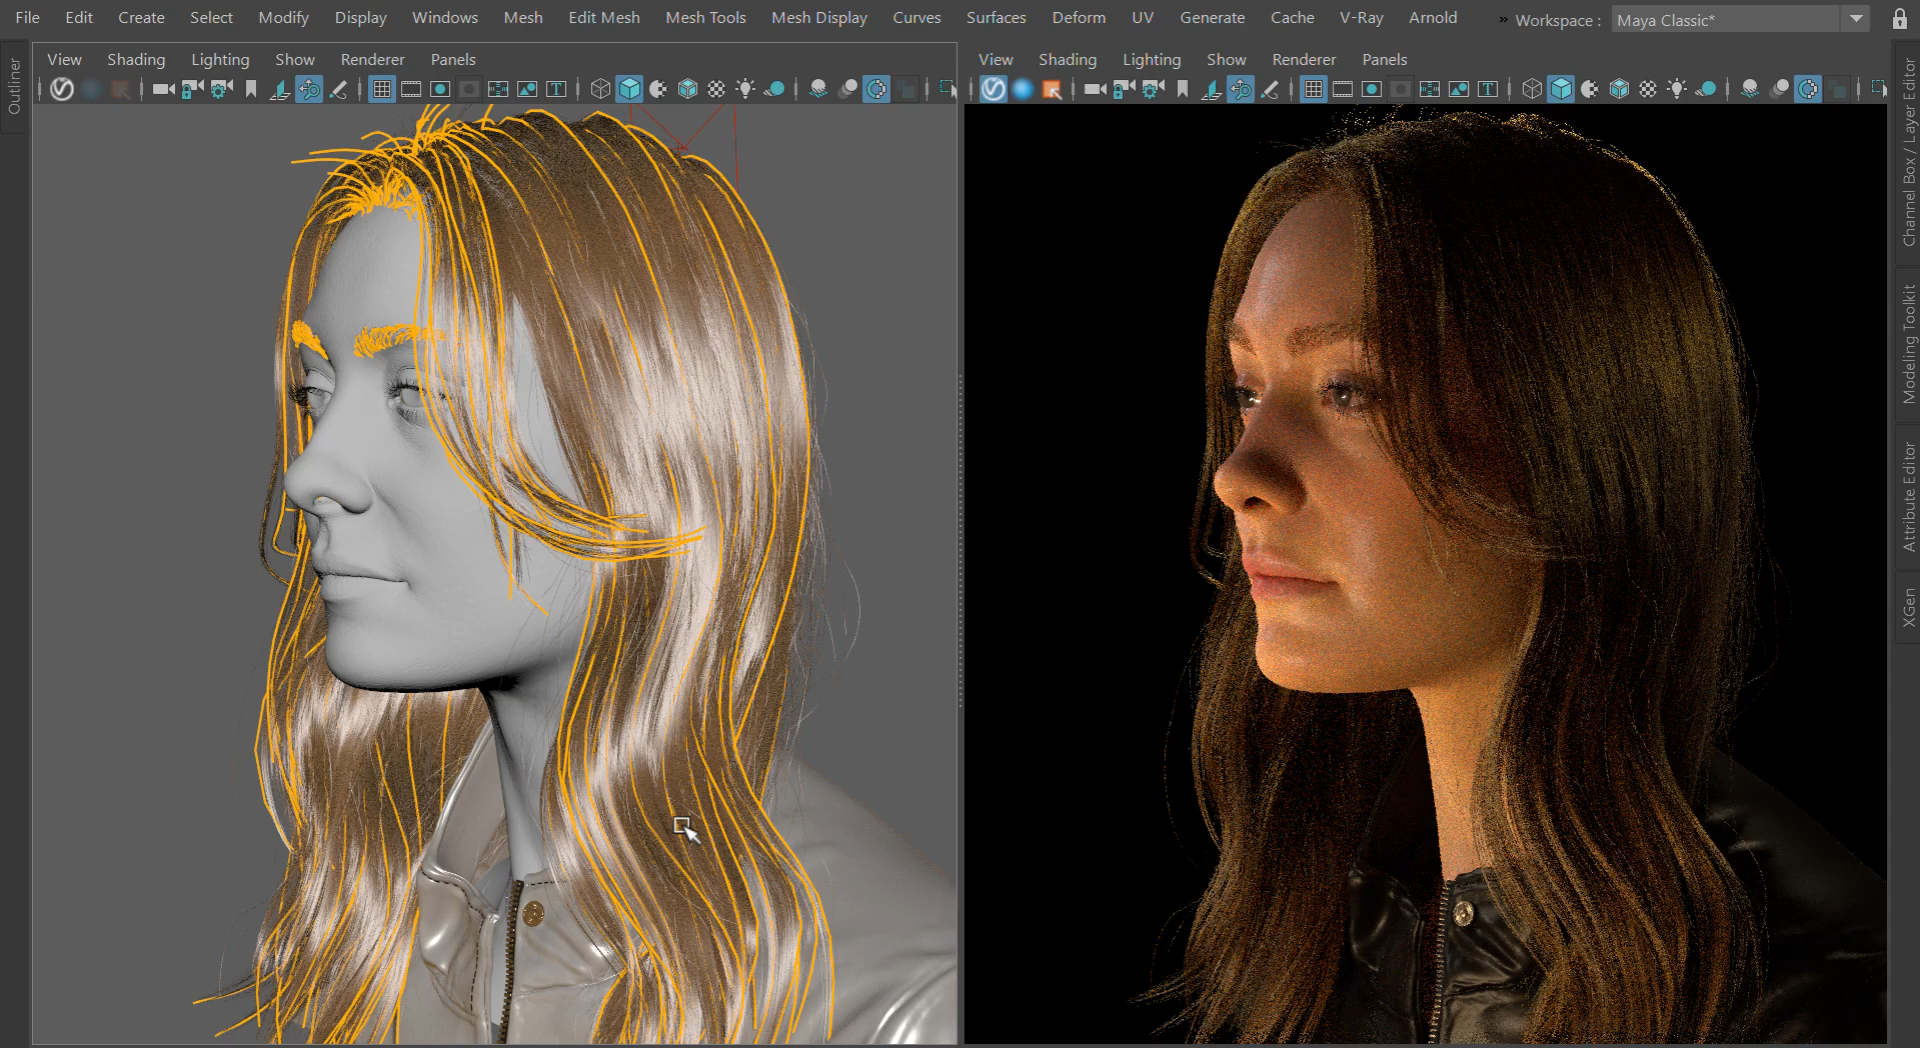 File Edit Create Select Modify Display Windows Mesh Edit Mesh Mesh Tools Mesh Display Curves Surfaces Deform UV Generate Cache V-Ray Arnold » Workspace : Maya Classic*
View Shading Lighting Show Renderer Panels
View Shading Lighting Show Renderer Panels
Outliner
Channel Box / Layer Editor
Modeling Toolkit
Attribute Editor
XGen